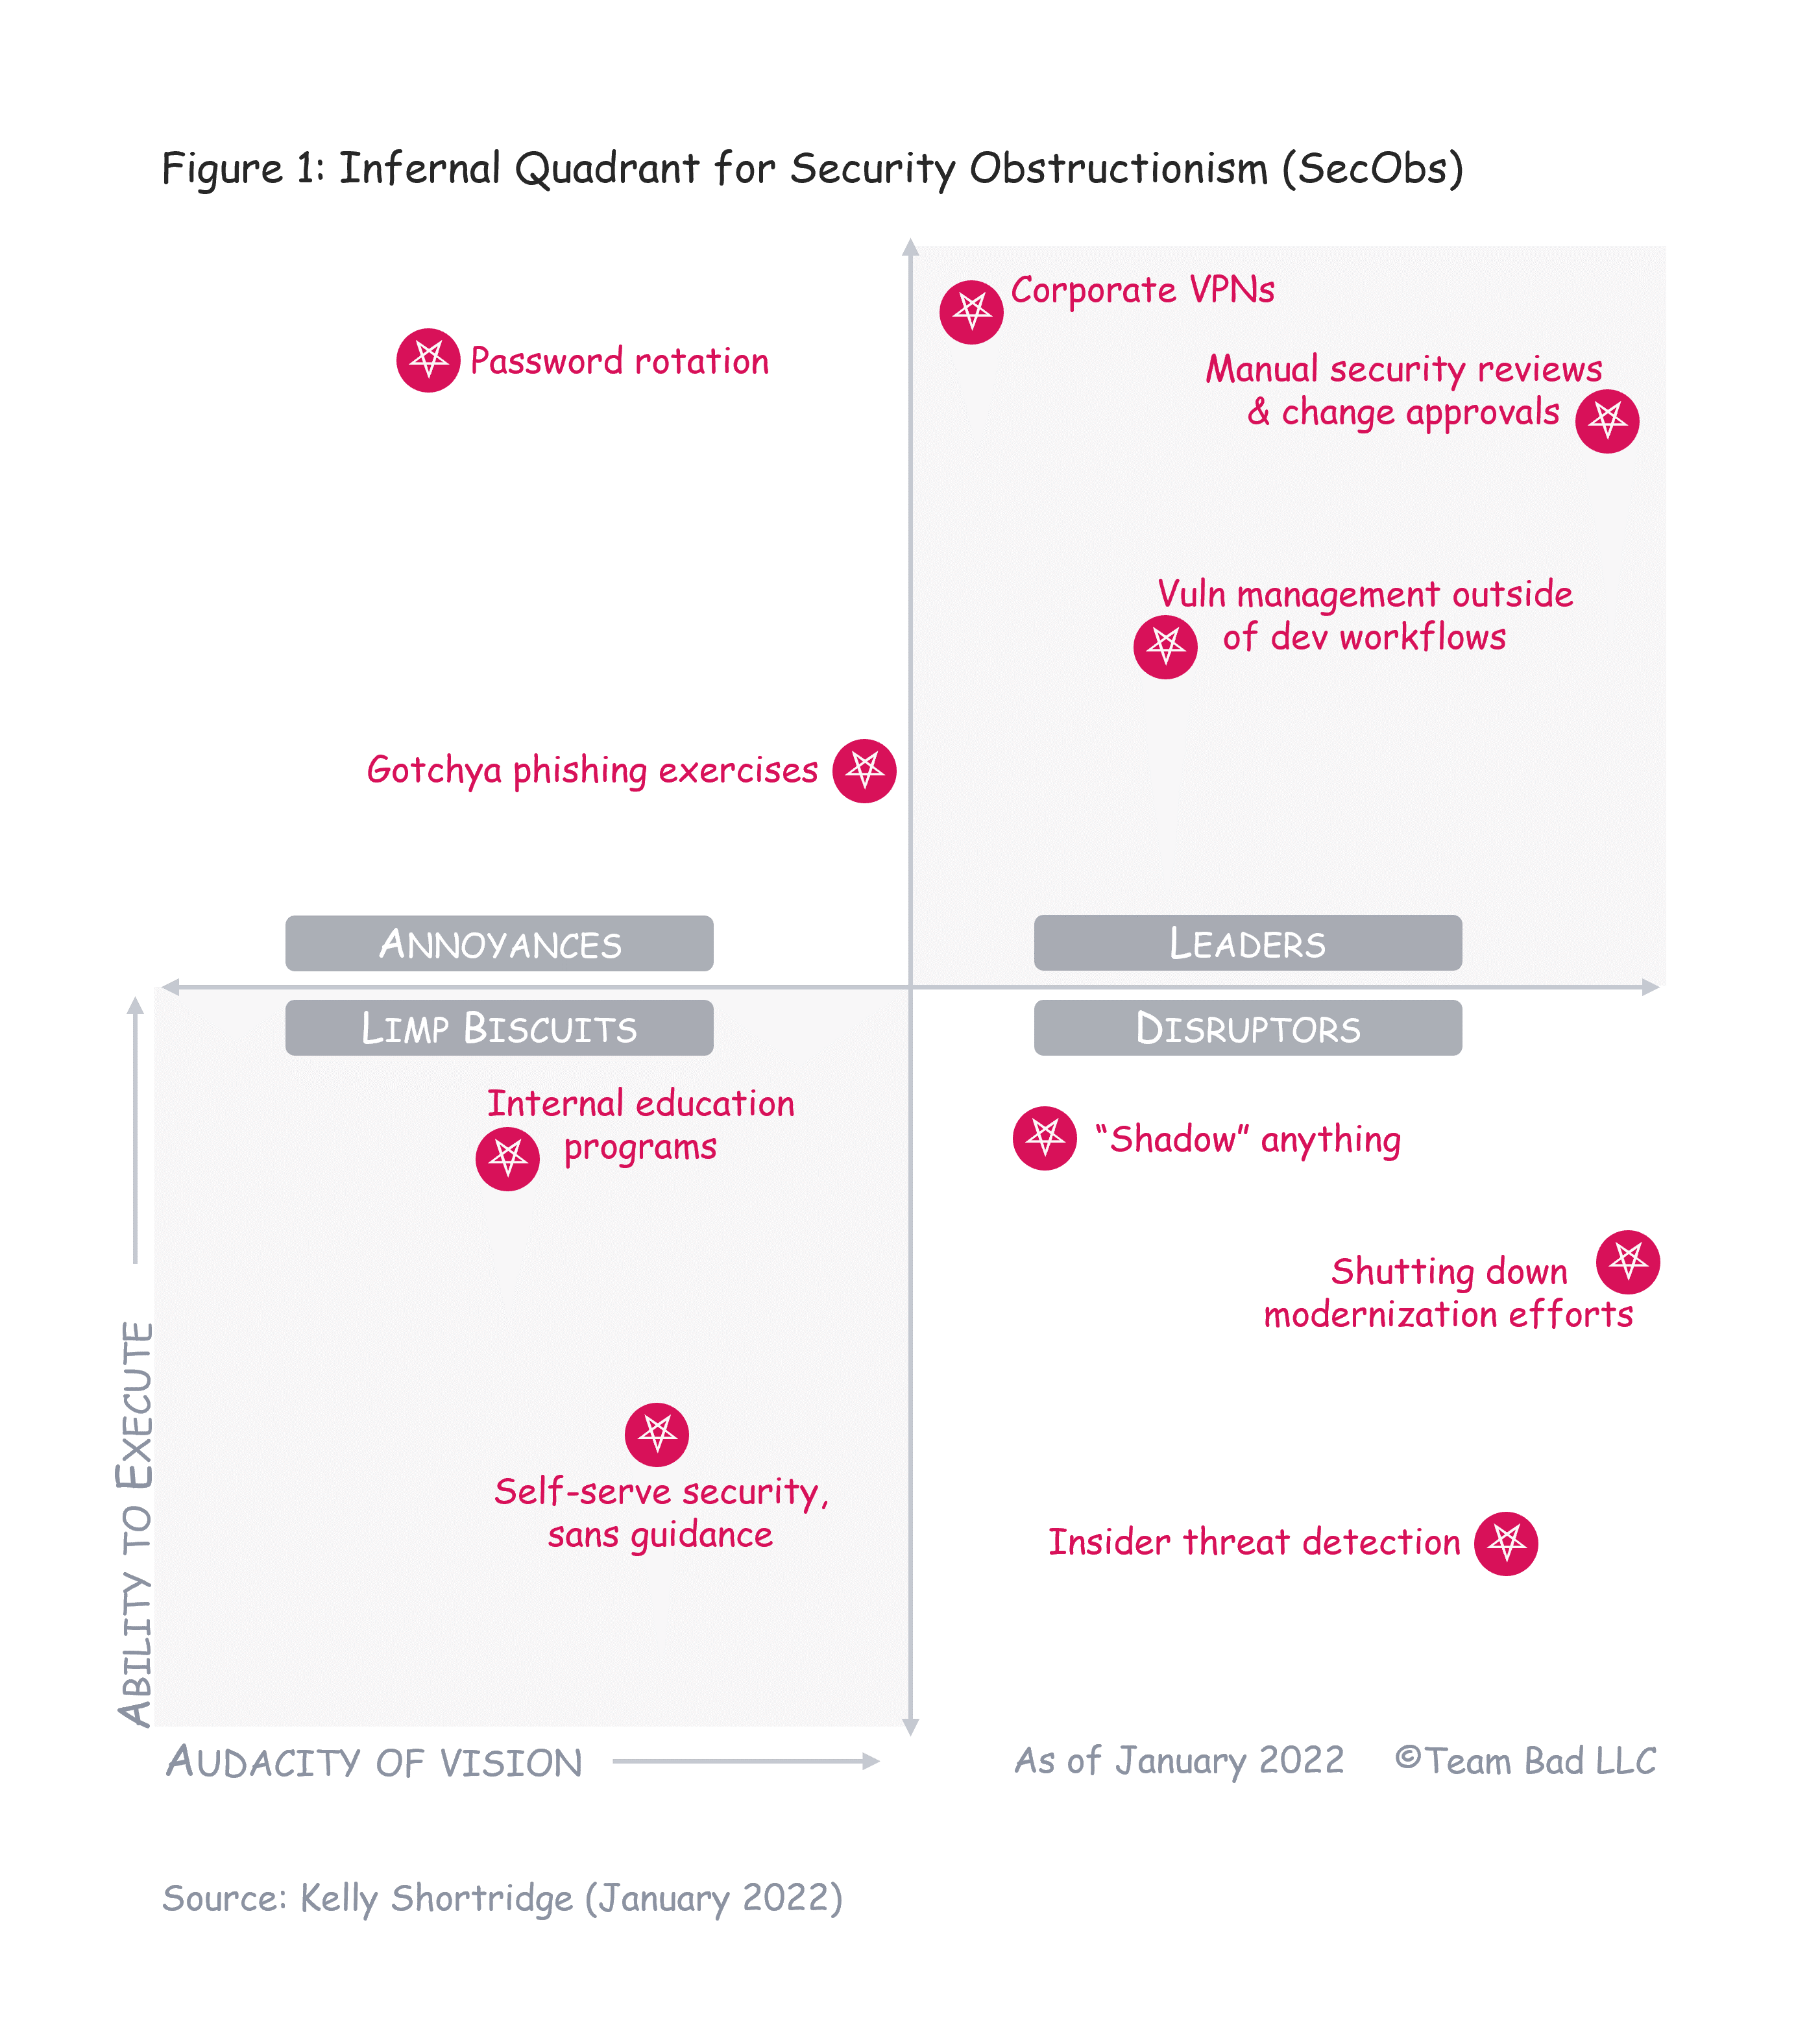 Figure 1: Infernal Quadrant for Security Obstructionism (SecObs)
Corporate VPNs
Password rotation
Manual security reviews
& change approvals
Vuln management outside
of dev workflows
Gotchya phishing exercises
ANNOYANCES
LEADERS
LIMP BISCUITS
DISRUPTORS
Internal education
programs
“Shadow” anything
Shutting down
modernization efforts
Self-serve security,
sans guidance
Insider threat detection
ABILITY TO EXECUTE
AUDACITY OF VISION
As of January 2022
©Team Bad LLC
Source: Kelly Shortridge (January 2022)